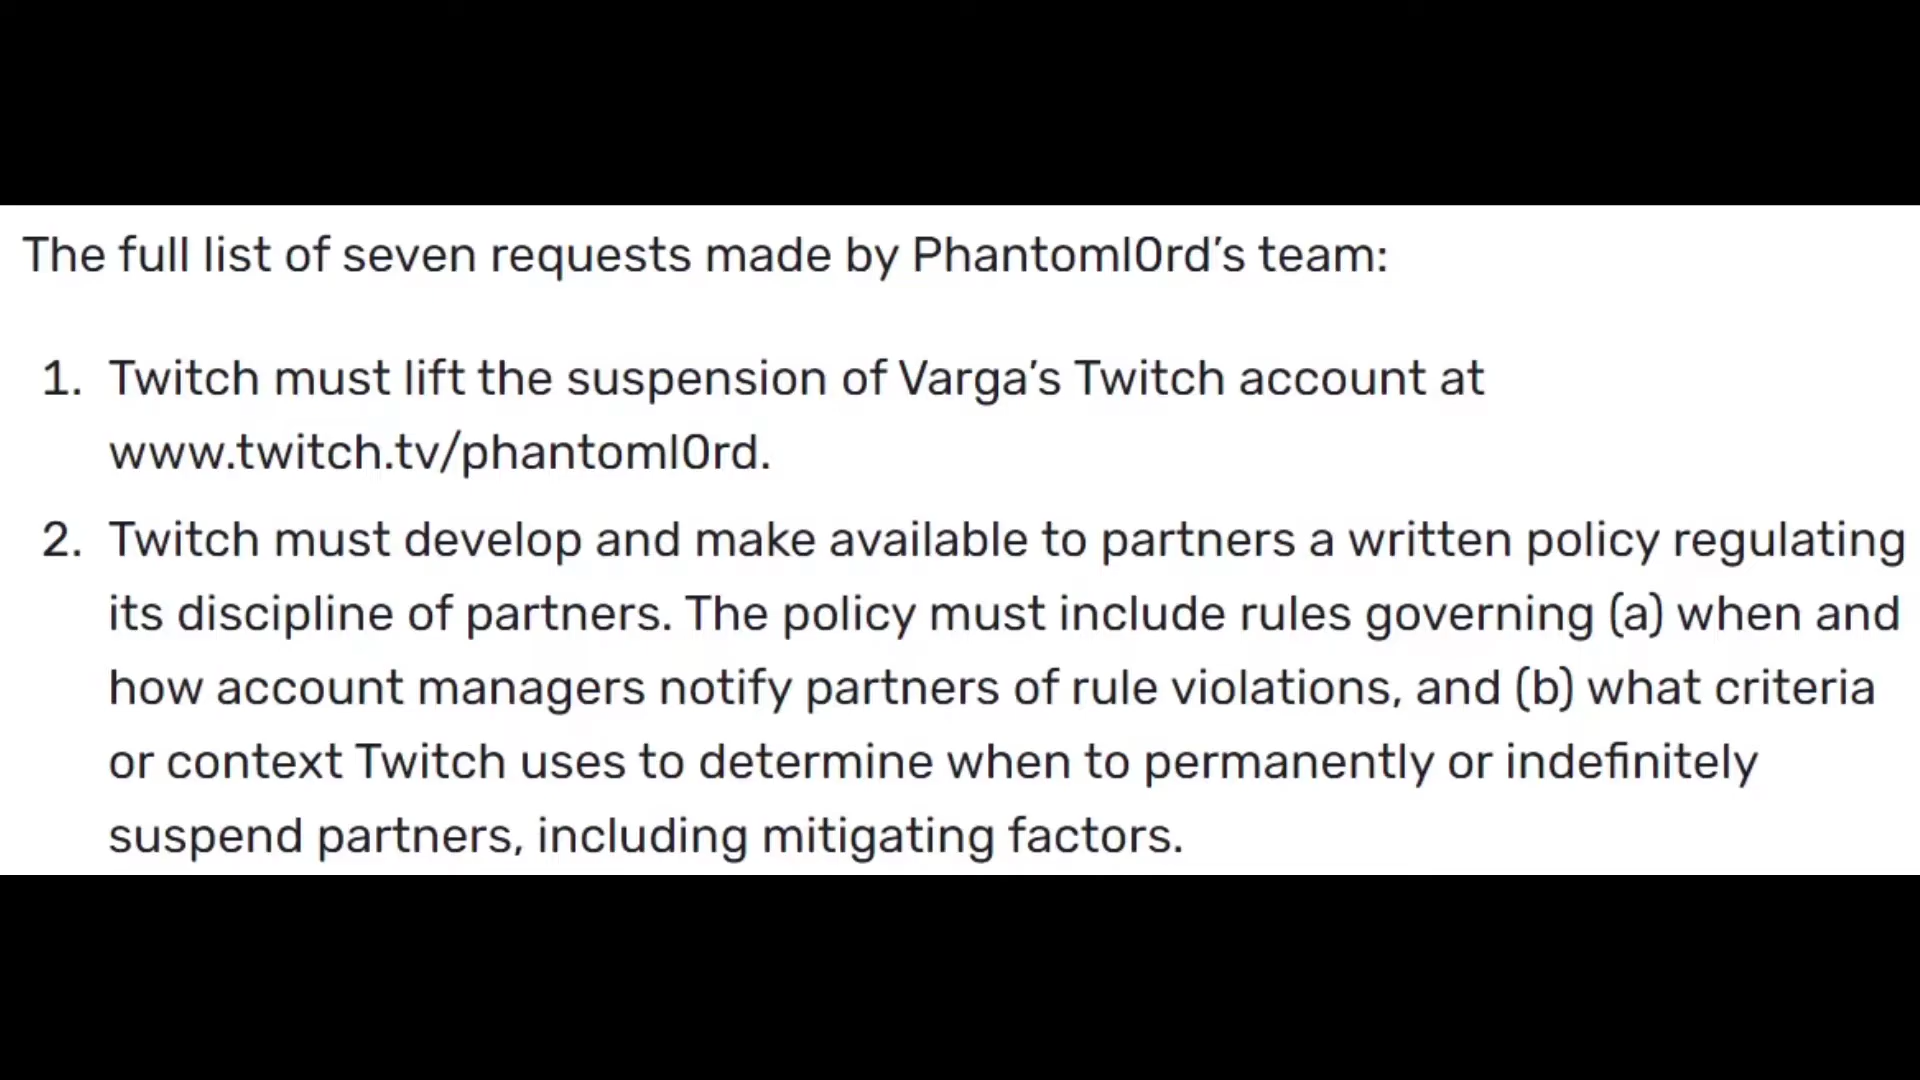 The full list of seven requests made by Phantoml0rd’s team:
1. Twitch must lift the suspension of Varga’s Twitch account at
www.twitch.tv/phantoml0rd.
2. Twitch must develop and make available to partners a written policy regulating
its discipline of partners. The policy must include rules governing (a) when and
how account managers notify partners of rule violations, and (b) what criteria
or context Twitch uses to determine when to permanently or indefinitely
suspend partners, including mitigating factors.